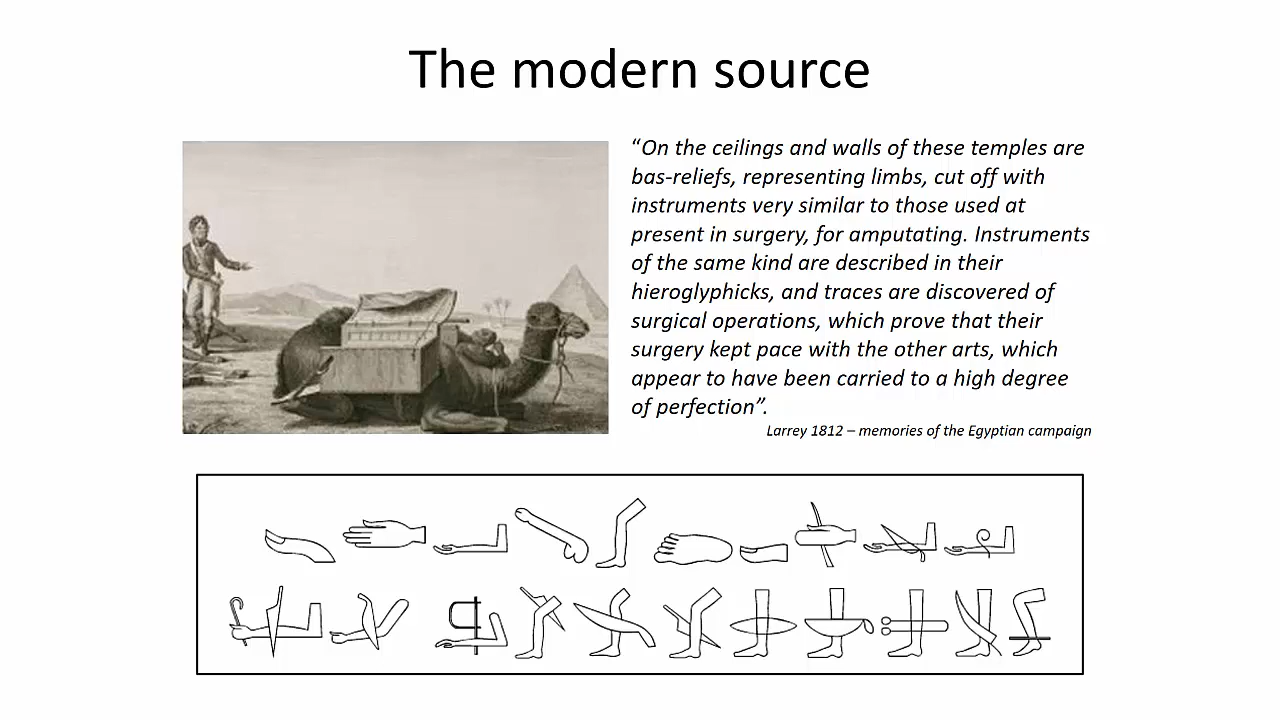 The modern source
“On the ceilings and walls of these temples are
bas-reliefs, representing limbs, cut off with
instruments very similar to those used at
present in surgery, for amputating. Instruments
of the same kind are described in their
hieroglyphicks, and traces are discovered of
surgical operations, which prove that their
surgery kept pace with the other arts, which
appear to have been carried to a high degree
of perfection”.
Larrey 1812 – memories of the Egyptian campaign